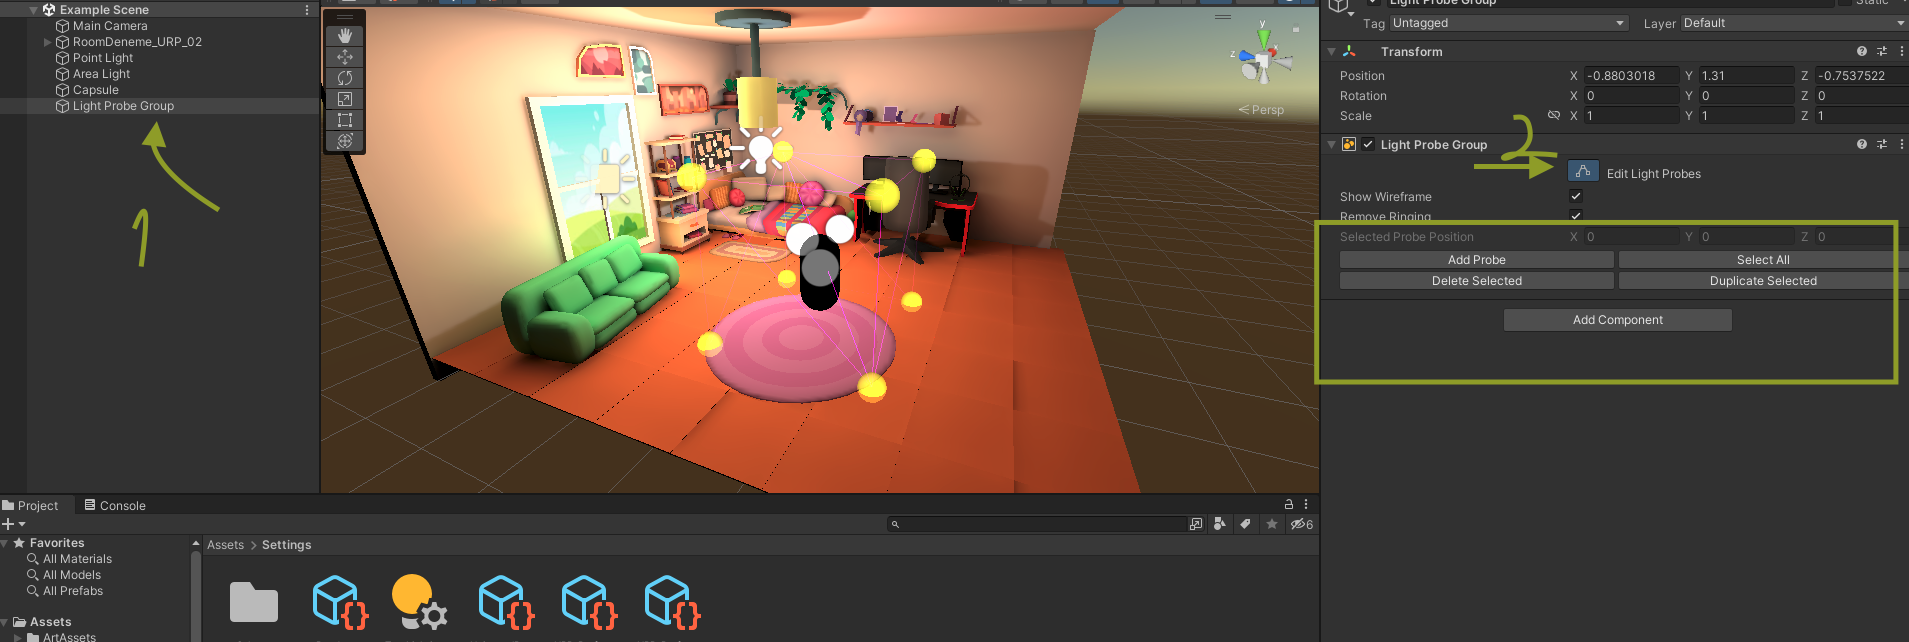 Example Scene
Main Camera
RoomDeneme_URP_02
Point Light
Area Light
Capsule
Light Probe Group
1
y
x
z
Persp
Light Probe Group
Static
Tag Untagged Layer Default
Transform
Position X -0.8803018 Y 1.31 Z -0.7537522
Rotation X 0 Y 0 Z 0
Scale X 1 Y 1 Z 1
2
Light Probe Group
Edit Light Probes
Show Wireframe
Remove Ringing
Selected Probe Position X 0 Y 0 Z 0
Add Probe Select All
Delete Selected Duplicate Selected
Add Component
Project Console
6
Favorites
All Materials
All Models
All Prefabs
Assets
ArtAssets
Assets > Settings